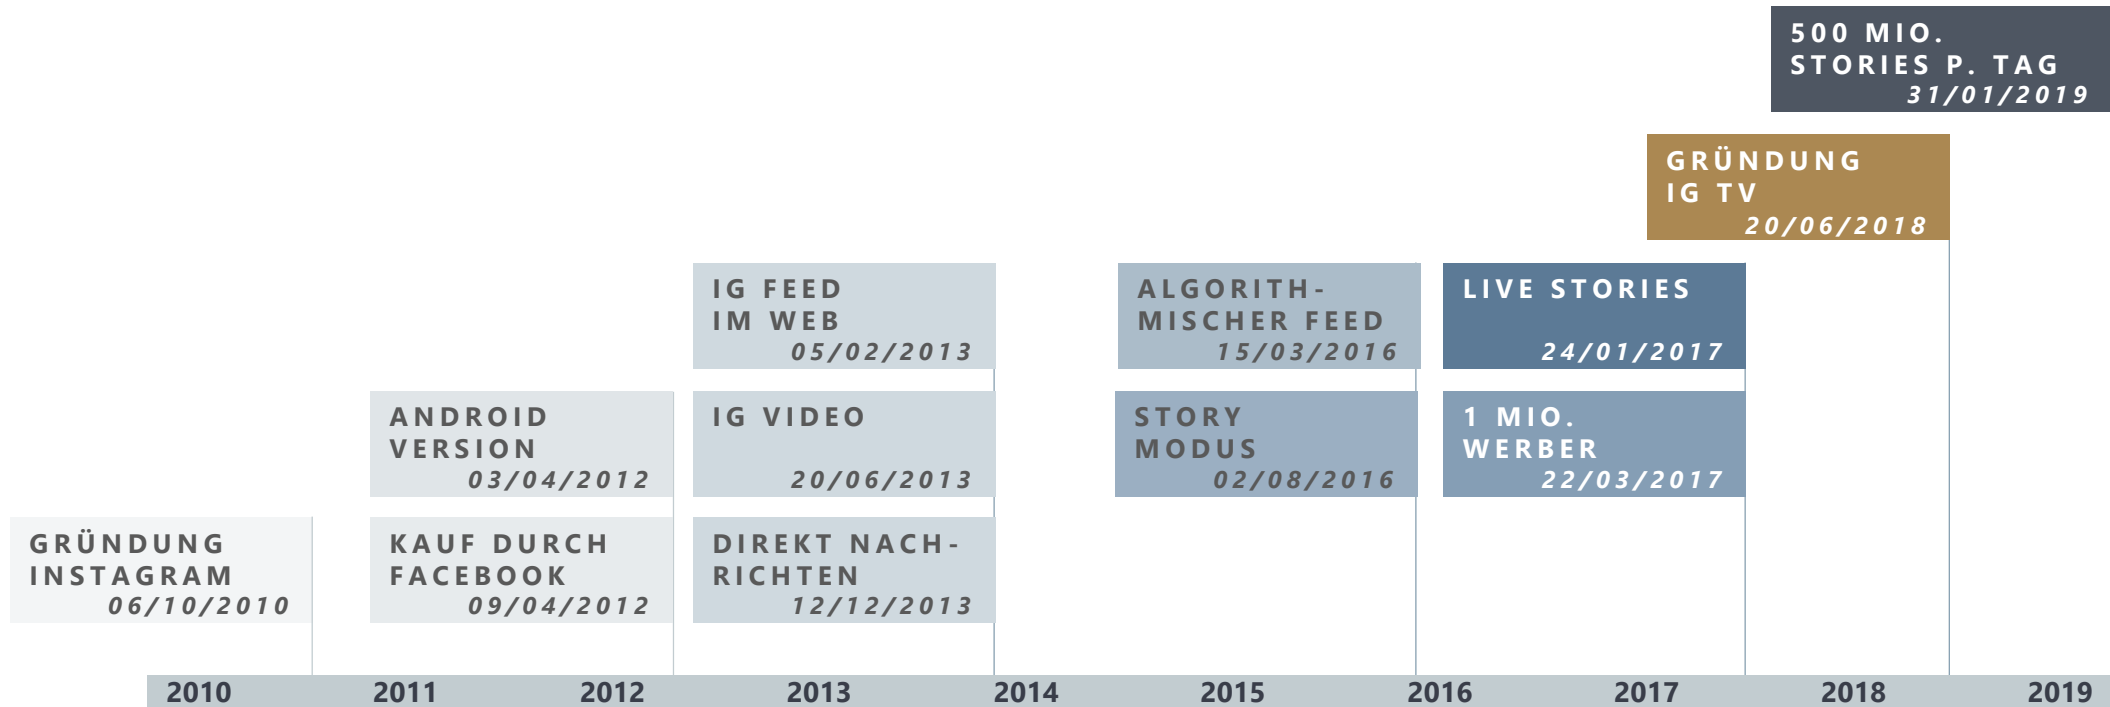 500 MIO.
STORIES P. TAG
31/01/2019
GRÜNDUNG
IG TV
20/06/2018
IG FEED
IM WEB
05/02/2013
ALGORITH-
MISCHER FEED
15/03/2016
LIVE STORIES
24/01/2017
ANDROID
VERSION
03/04/2012
IG VIDEO
20/06/2013
STORY
MODUS
02/08/2016
1 MIO.
WERBER
22/03/2017
GRÜNDUNG
INSTAGRAM
06/10/2010
KAUF DURCH
FACEBOOK
09/04/2012
DIREKT NACH-
RICHTEN
12/12/2013
2010 2011 2012 2013 2014 2015 2016 2017 2018 2019